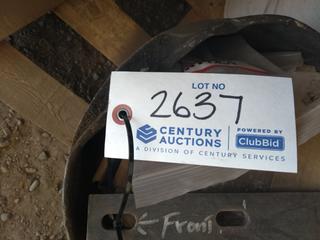 LOT NO
2637
CENTURY AUCTIONS
POWERED BY
ClubBid
A DIVISION OF CENTURY SERVICES
← Front